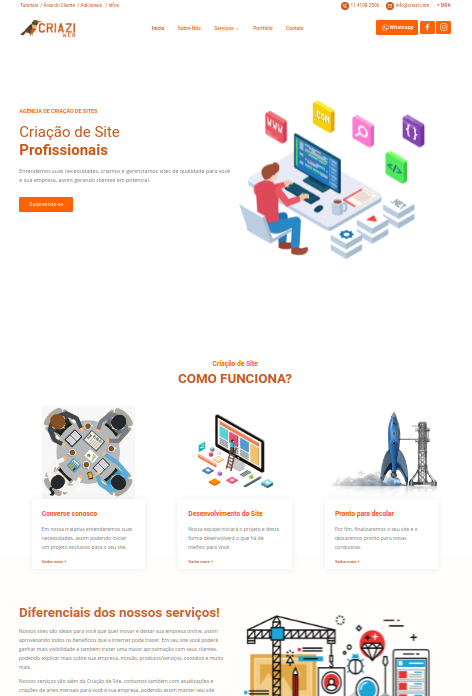 Tutoriais / Área do Cliente / Adicionais / Infos
11 4108-3506 info@criazi.com BRA
CRIAZI
WEB
Início Sobre Nós Serviços Portfólio Contato
Whatsapp
AGÊNCIA DE CRIAÇÃO DE SITES
Criação de Site
Profissionais
Entendemos suas necessidades, criamos e gerenciamos sites de qualidade para você
e sua empresa, assim gerando clientes em potencial.
Surpreenda-se
WWW
COM
Criação de Site
COMO FUNCIONA?
Converse conosco
Em nossa tratativa entenderemos suas
necessidades, assim podendo iniciar
um projeto exclusivo para o seu site.
Saiba mais +
Desenvolvimento do Site
Nossa equipe iniciará o projeto e dessa
forma desenvolverá o que há de
melhor para você.
Saiba mais +
Pronto para decolar
Por fim, finalizaremos o seu site e o
deixaremos pronto para novas
conquistas.
Saiba mais +
Diferenciais dos nossos serviços!
Nossos sites são ideais para você que quer inovar e deixar sua empresa online, assim
aproveitando todos os benefícios que a internet pode trazer. Em seu site você poderá
ganhar mais visibilidade e também trazer uma maior aproximação com seus clientes,
podendo explicar mais sobre sua empresa, missão, produtos/serviços, contatos e muito
mais.
Nossos serviços vão além da Criação de Site, contamos também com atualizações e
criações de artes mensais para você e sua empresa, podendo assim manter seu site